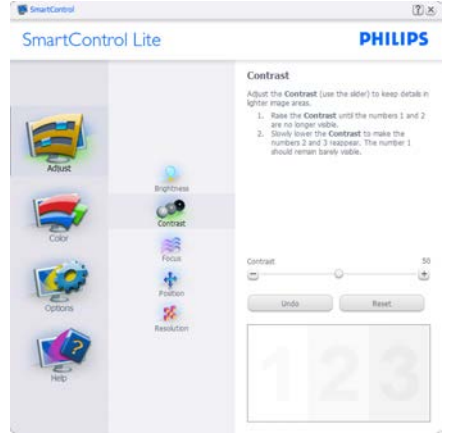 SmartControl
SmartControl Lite
PHILIPS
Adjust
Color
Options
Help
Brightness
Contrast
Focus
Position
Resolution
Contrast
Adjust the Contrast (use the slider) to keep details in
lighter image areas.
1. Raise the Contrast until the numbers 1 and 2
are no longer visible.
2. Slowly lower the Contrast to make the
numbers 2 and 3 reappear. The number 1
should remain barely visible.
Contrast 50
Undo Reset
1 2 3